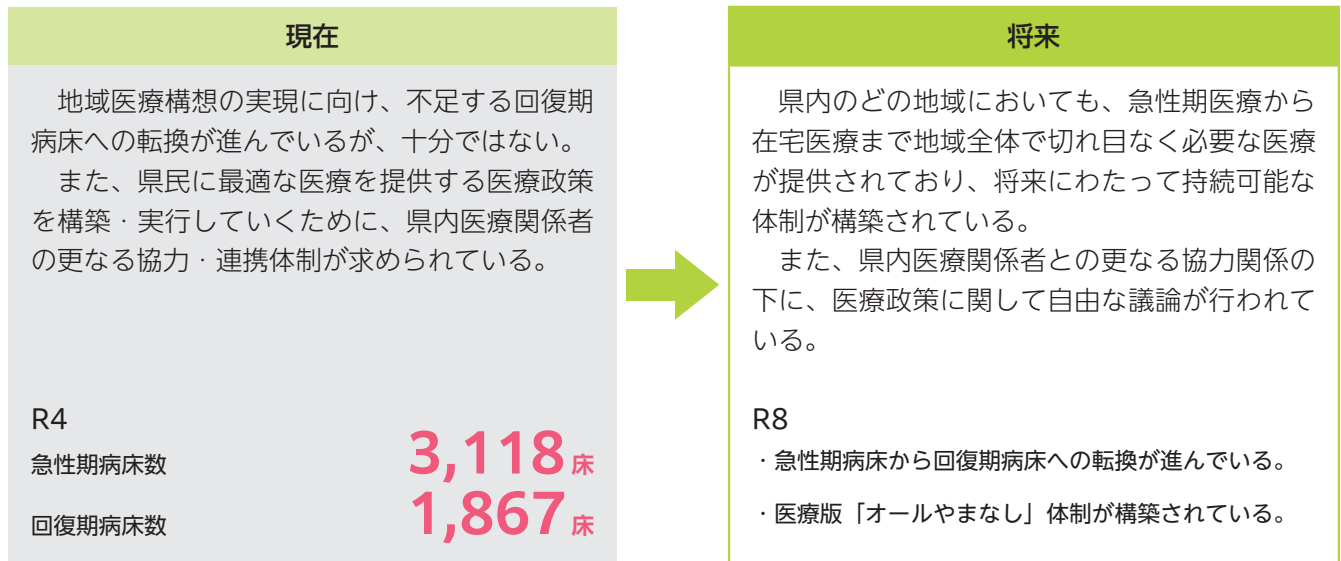 現在
　地域医療構想の実現に向け、不足する回復期
病床への転換が進んでいるが、十分ではない。
　また、県民に最適な医療を提供する医療政策
を構築・実行していくために、県内医療関係者
の更なる協力・連携体制が求められている。
R4
急性期病床数 3,118床
回復期病床数 1,867床
将来
　県内のどの地域においても、急性期医療から
在宅医療まで地域全体で切れ目なく必要な医療
が提供されており、将来にわたって持続可能な
体制が構築されている。
　また、県内医療関係者との更なる協力関係の
下に、医療政策に関して自由な議論が行われて
いる。
R8
・急性期病床から回復期病床への転換が進んでいる。
・医療版「オールやまなし」体制が構築されている。